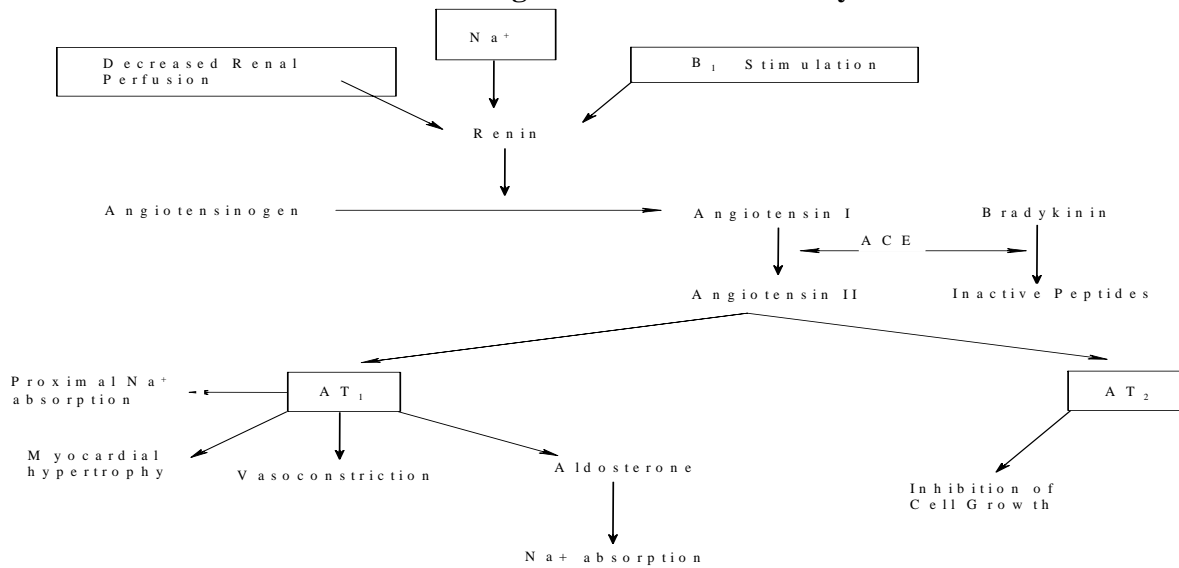 Na⁺
Decreased Renal
Perfusion
B₁ Stimulation
Renin
Angiotensinogen
Angiotensin I
Bradykinin
ACE
Angiotensin II
Inactive Peptides
Proximal Na⁺
absorption
AT₁
AT₂
Myocardial
hypertrophy
Vasoconstriction
Aldosterone
Inhibition of
Cell Growth
Na+ absorption